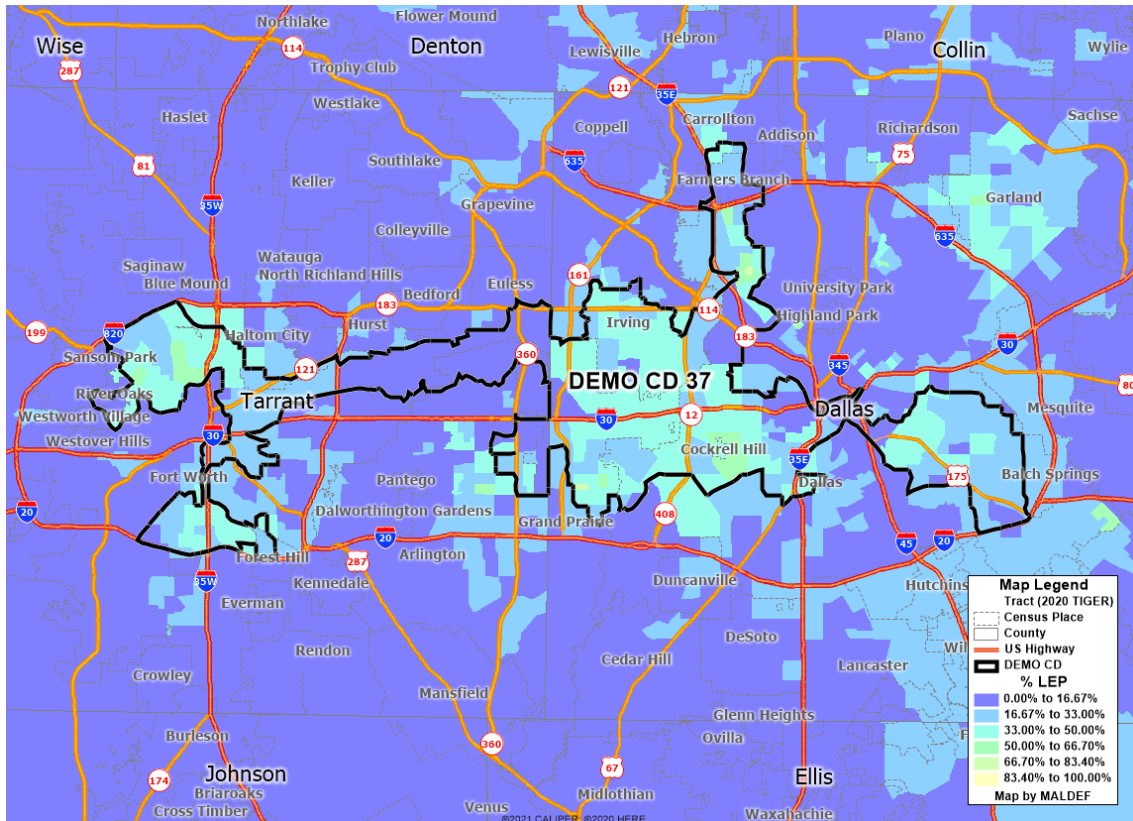 Flower Mound
Northlake
Hebron
Wise
Denton
Lewisville
Plano
Collin
Wylie
114
287
Trophy Club
121
35E
Westlake
Haslet
Coppell
Carrollton
Addison
Richardson
Sachse
81
Southlake
635
75
Keller
Farmers Branch
Garland
35W
Grapevine
Colleyville
635
Watauga
North Richland Hills
Saginaw
Blue Mound
161
Euless
University Park
Bedford
183
114
Highland Park
199
820
Haltom City
Hurst
Irving
183
30
Sansom Park
360
345
121
DEMO CD 37
80
River Oaks
Tarrant
Dallas
Mesquite
Westworth Village
30
12
Westover Hills
30
Cockrell Hill
35E
Fort Worth
Pantego
Dallas
175
Balch Springs
20
Dalworthington Gardens
408
Grand Prairie
20
Forest Hill
Arlington
45
20
287
Kennedale
Duncanville
35W
Hutchins
Everman
DeSoto
Rendon
Cedar Hill
Lancaster
Crowley
Mansfield
Glenn Heights
Ovilla
Burleson
360
67
174
Johnson
Ellis
Briaroaks
Midlothian
Cross Timber
Venus
Waxahachie
©2021 CALIPER, ©2020 HERE
Map Legend
Tract (2020 TIGER)
Census Place
County
US Highway
DEMO CD
% LEP
0.00% to 16.67%
16.67% to 33.00%
33.00% to 50.00%
50.00% to 66.70%
66.70% to 83.40%
83.40% to 100.00%
Map by MALDEF